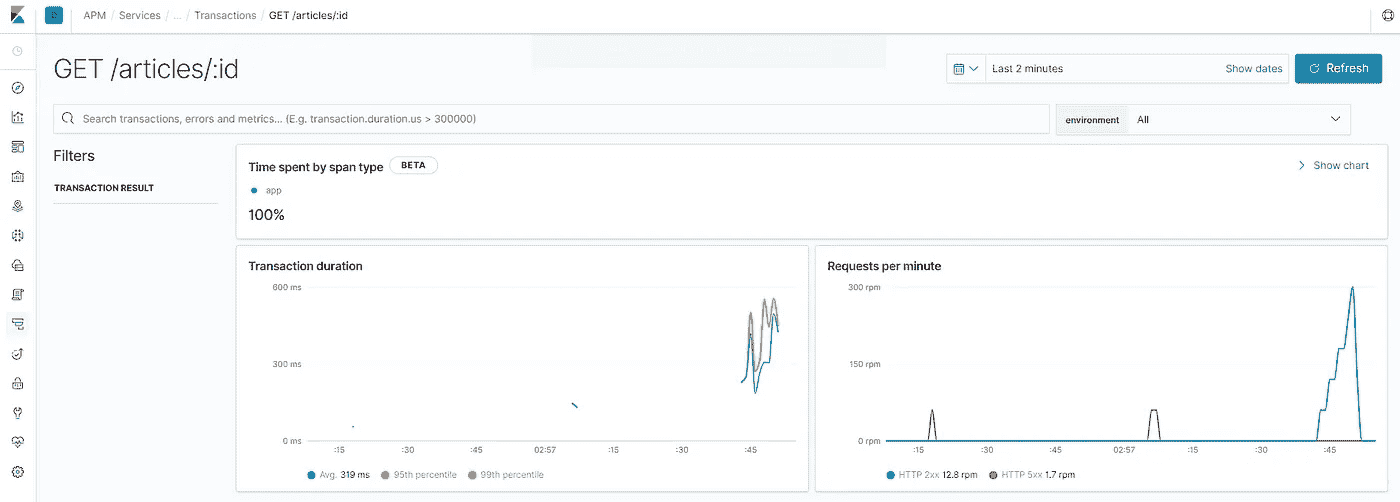 APM / Services / ... / Transactions / GET /articles/:id
GET /articles/:id
Last 2 minutes
Show dates
Refresh
Search transactions, errors and metrics... (E.g. transaction.duration.us > 300000)
environment
All
Filters
TRANSACTION RESULT
Time spent by span type
BETA
Show chart
app
100%
Transaction duration
600 ms
300 ms
0 ms
:15 :30 :45 02:57 :15 :30 :45
Avg. 319 ms 95th percentile 99th percentile
Requests per minute
300 rpm
150 rpm
0 rpm
:15 :30 :45 02:57 :15 :30 :45
HTTP 2xx 12.8 rpm HTTP 5xx 1.7 rpm